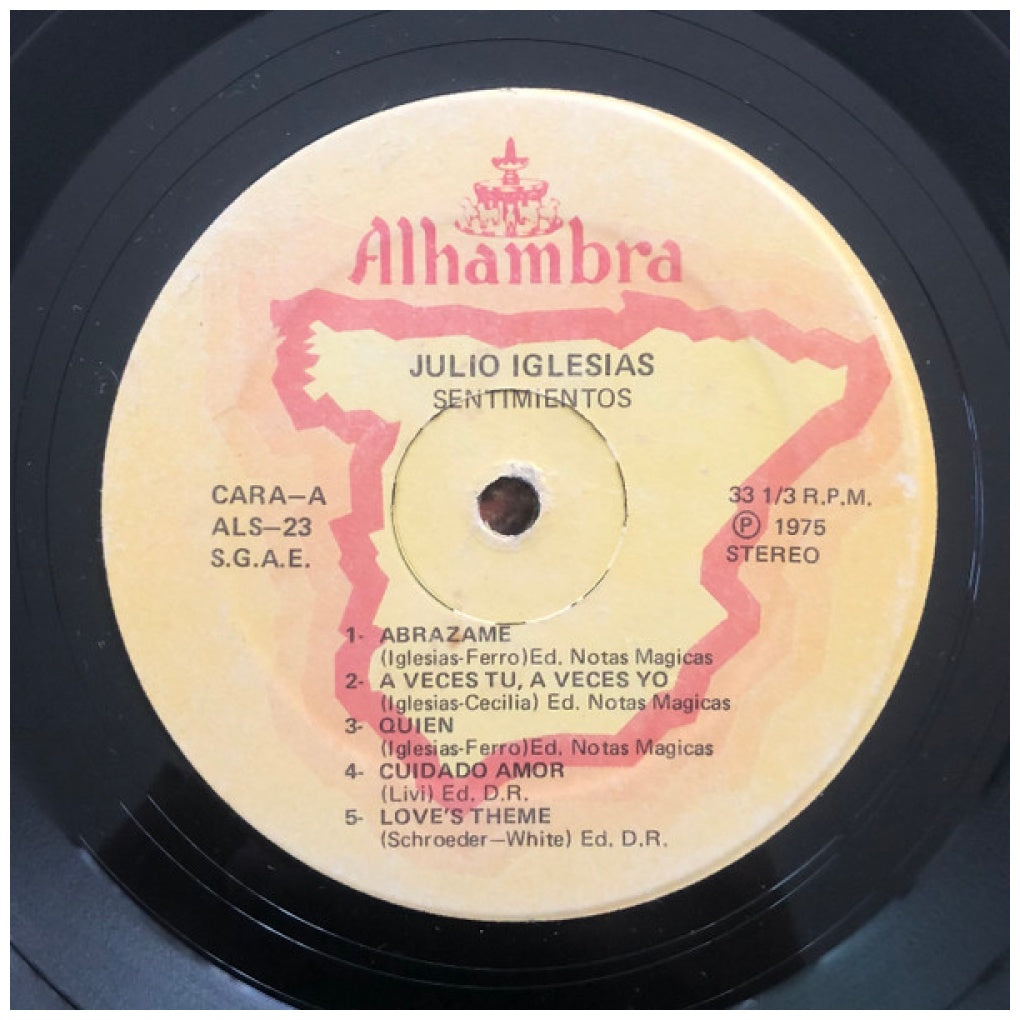 Alhambra
JULIO IGLESIAS
SENTIMIENTOS
CARA—A
ALS—23
S.G.A.E.
33 1/3 R.P.M.
Ⓟ 1975
STEREO
1- ABRAZAME
(Iglesias-Ferro)Ed. Notas Magicas
2- A VECES TU, A VECES YO
(Iglesias-Cecilia) Ed. Notas Magicas
3- QUIEN
(Iglesias-Ferro)Ed. Notas Magicas
4- CUIDADO AMOR
(Livi) Ed. D.R.
5- LOVE'S THEME
(Schroeder—White) Ed. D.R.